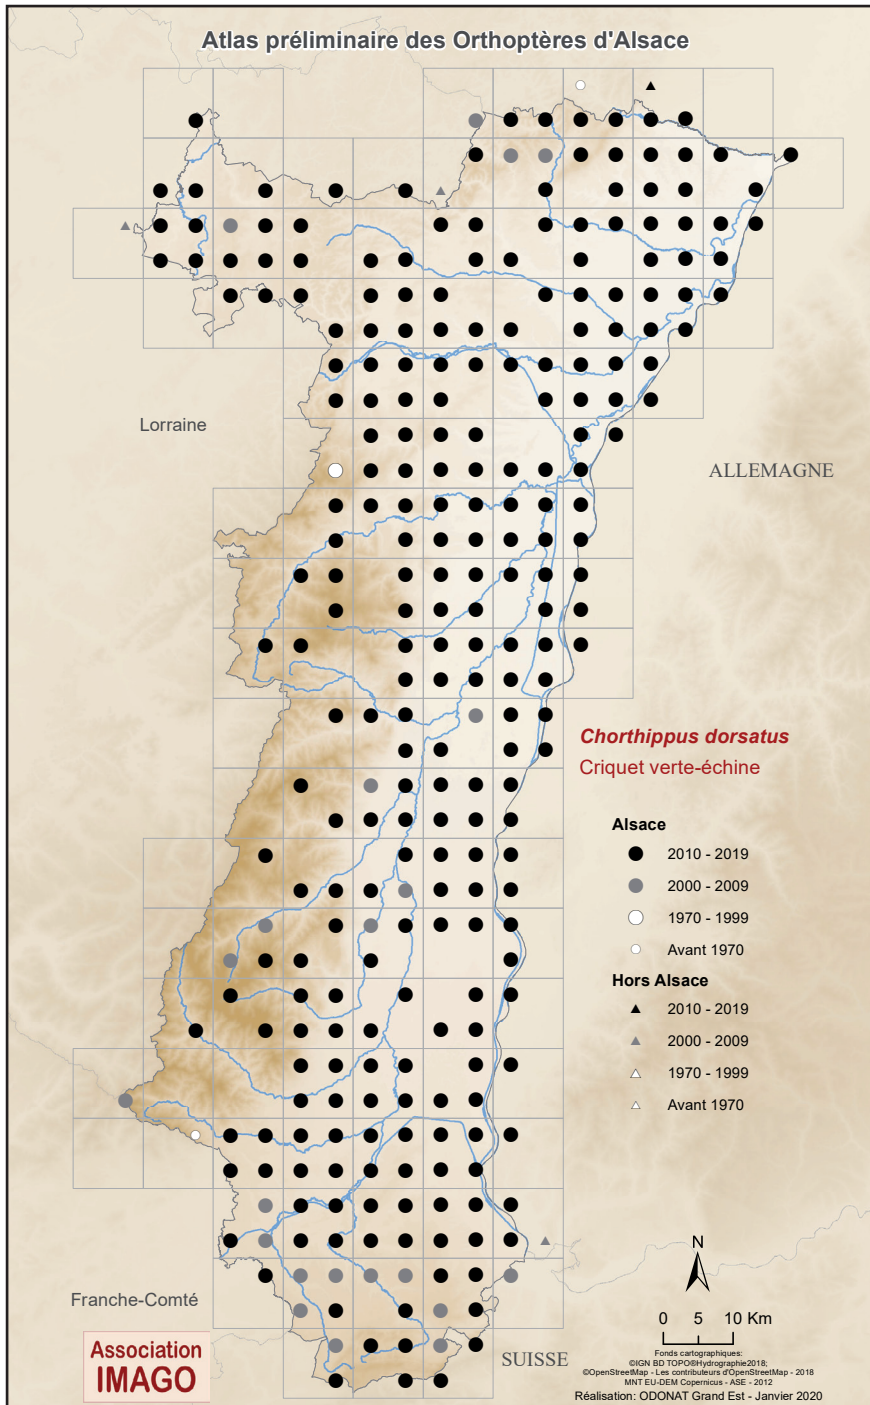 Atlas préliminaire des Orthoptères d'Alsace
Lorraine
ALLEMAGNE
Chorthippus dorsatus
Criquet verte-échine
Alsace
2010 - 2019
2000 - 2009
1970 - 1999
Avant 1970
Hors Alsace
2010 - 2019
2000 - 2009
1970 - 1999
Avant 1970
N
Franche-Comté
0 5 10 Km
Association
IMAGO
SUISSE
Fonds cartographiques:
©IGN BD TOPO®Hydrographie2018;
©OpenStreetMap - Les contributeurs d'OpenStreetMap - 2018
MNT EU-DEM Copernicus - ASE - 2012
Réalisation: ODONAT Grand Est - Janvier 2020